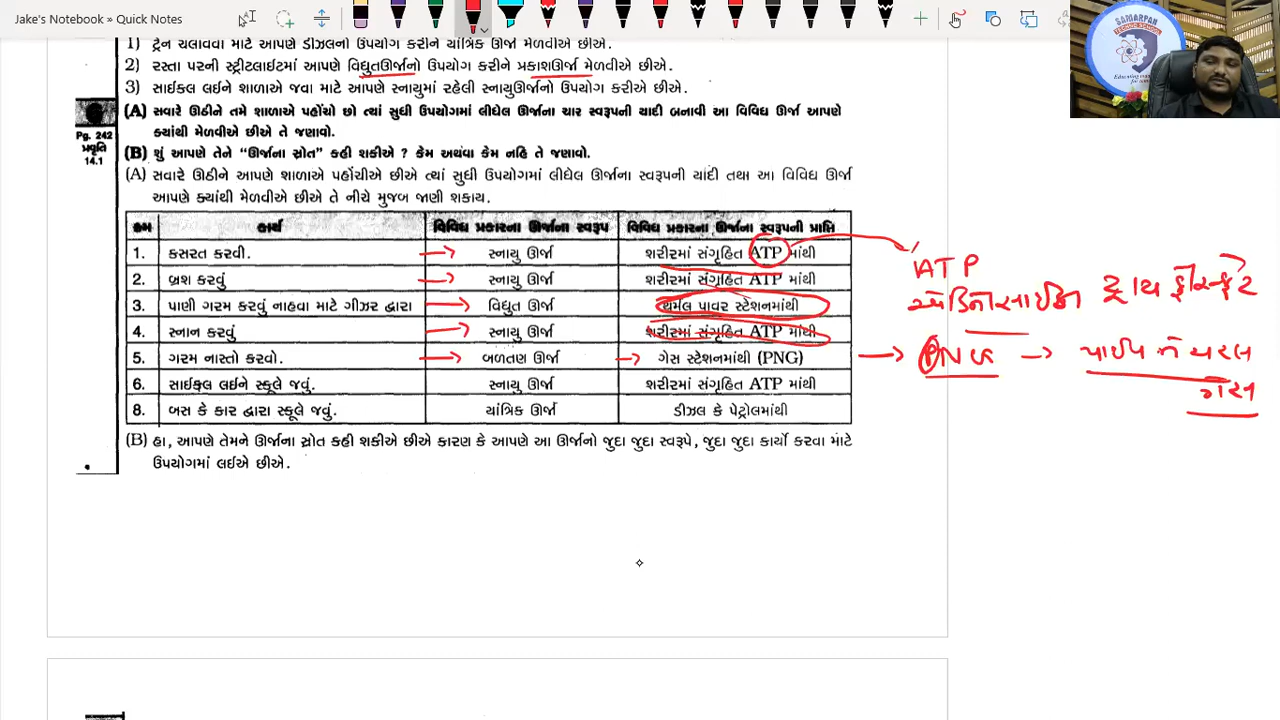 Jake's Notebook » Quick Notes
SAMARPAN
1) ટ્રેન ચલાવવા માટે આપણે ડીઝલનો ઉપયોગ કરીને યાંત્રિક ઊર્જા મેળવીએ છીએ.
2) રસ્તા પરની સ્ટ્રીટલાઈટમાં આપણે વિદ્યુતઊર્જાનો ઉપયોગ કરીને પ્રકાશઊર્જા મેળવીએ છીએ.
3) સાઈકલ લઈને શાળાએ જવા માટે આપણે સ્નાયુમાં રહેલી સ્નાયુઊર્જાનો ઉપયોગ કરીએ છીએ.
Pg. 242
પ્રવૃતિ
14.1
(A) સવારે ઊઠીને તમે શાળાએ પહોંચો છો ત્યાં સુધી ઉપયોગમાં લીધેલ ઊર્જાના ચાર સ્વરૂપની યાદી બનાવી આ વિવિધ ઊર્જા આપણે
ક્યાંથી મેળવીએ છીએ તે જણાવો.
(B) શું આપણે તેને "ઊર્જાના સ્રોત" કહી શકીએ ? કેમ અથવા કેમ નહિ તે જણાવો.
(A) સવારે ઊઠીને આપણે શાળાએ પહોંચીએ છીએ ત્યાં સુધી ઉપયોગમાં લીધેલ ઊર્જાના સ્વરૂપની યાંદી તથા આ વિવિધ ઊર્જા
આપણે ક્યાંથી મેળવીએ છીએ તે નીચે મુજબ જાણી શકાય.
ક્રમ કાર્ય વિવિધ પ્રકારના ઊર્જાના સ્વરૂપ વિવિધ પ્રકારના ઊર્જાના સ્વરૂપની પ્રાપ્તિ
1. કસરત કરવી. સ્નાયુ ઊર્જા શરીરમાં સંગૃહિત ATP માંથી
2. બ્રશ કરવું સ્નાયુ ઊર્જા શરીરમાં સંગૃહિત ATP માંથી
3. પાણી ગરમ કરવું નાહવા માટે ગીઝર દ્વારા વિદ્યુત ઊર્જા થર્મલ પાવર સ્ટેશનમાંથી
4. સ્નાન કરવું સ્નાયુ ઊર્જા શરીરમાં સંગૃહિત ATP માંથી
5. ગરમ નાસ્તો કરવો. બળતણ ઊર્જા ગેસ સ્ટેશનમાંથી (PNG)
6. સાઈકલ લઈને સ્કૂલે જવું. સ્નાયુ ઊર્જા શરીરમાં સંગૃહિત ATP માંથી
8. બસ કે કાર દ્વારા સ્કૂલે જવું. યાંત્રિક ઊર્જા ડીઝલ કે પેટ્રોલમાંથી
(B) હા, આપણે તેમને ઊર્જાના સ્રોત કહી શકીએ છીએ કારણ કે આપણે આ ઊર્જાનો જુદા જુદા સ્વરૂપે, જુદા જુદા કાર્યો કરવા માટે
ઉપયોગમાં લઈએ છીએ.
ATP
PNG
ગેસ